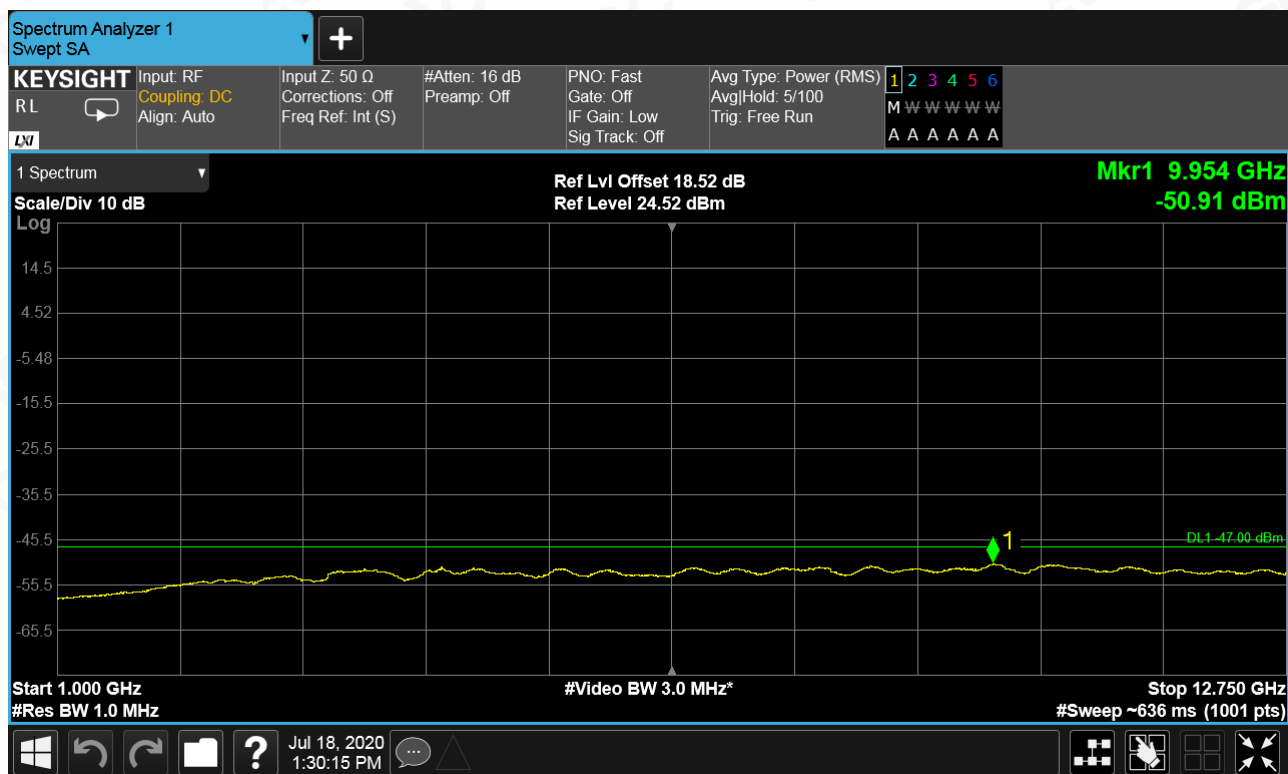 Spectrum Analyzer 1
Swept SA
+
KEYSIGHT Input: RF Input Z: 50 Ω #Atten: 16 dB PNO: Fast Avg Type: Power (RMS) 1 2 3 4 5 6
R L Coupling: DC Corrections: Off Preamp: Off Gate: Off Avg|Hold: 5/100 M W W W W W
Align: Auto Freq Ref: Int (S) IF Gain: Low Trig: Free Run
LXI Sig Track: Off A A A A A A
1 Spectrum Ref Lvl Offset 18.52 dB Mkr1 9.954 GHz
Scale/Div 10 dB Ref Level 24.52 dBm -50.91 dBm
Log
14.5
4.52
-5.48
-15.5
-25.5
-35.5
-45.5 1 DL1 -47.00 dBm
-55.5
-65.5
Start 1.000 GHz #Video BW 3.0 MHz* Stop 12.750 GHz
#Res BW 1.0 MHz #Sweep ~636 ms (1001 pts)
? Jul 18, 2020
1:30:15 PM